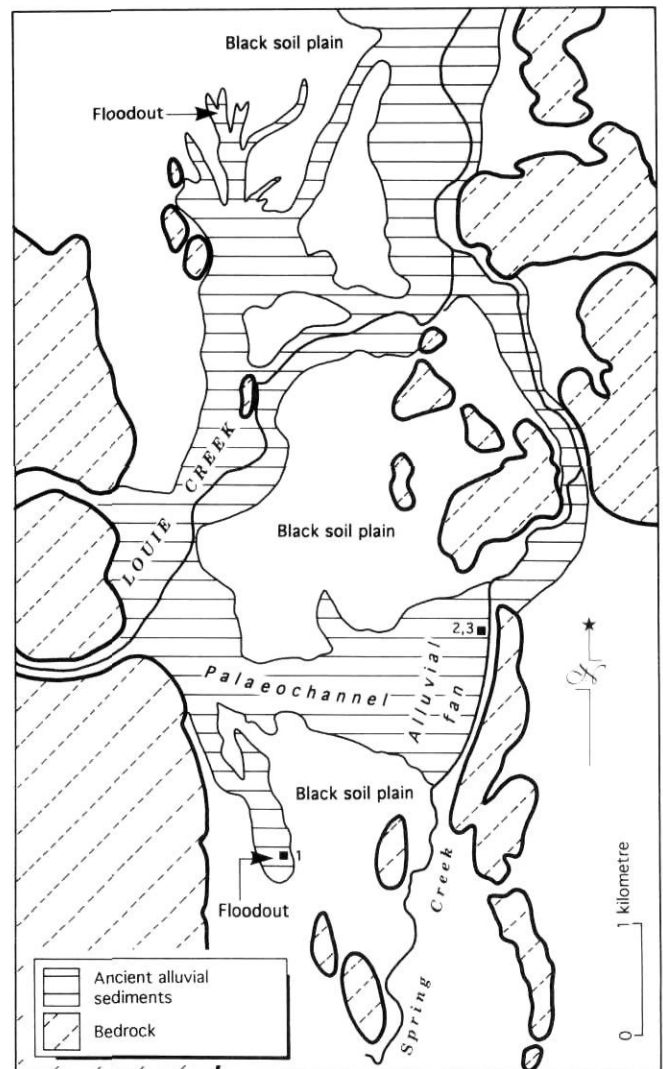 Black soil plain
Floodout
LOUIE CREEK
Black soil plain
2,3
Palaeochannel
Alluvial
fan
Black soil plain
1
Floodout
Spring Creek
1 kilometre
0
Ancient alluvial
sediments
Bedrock